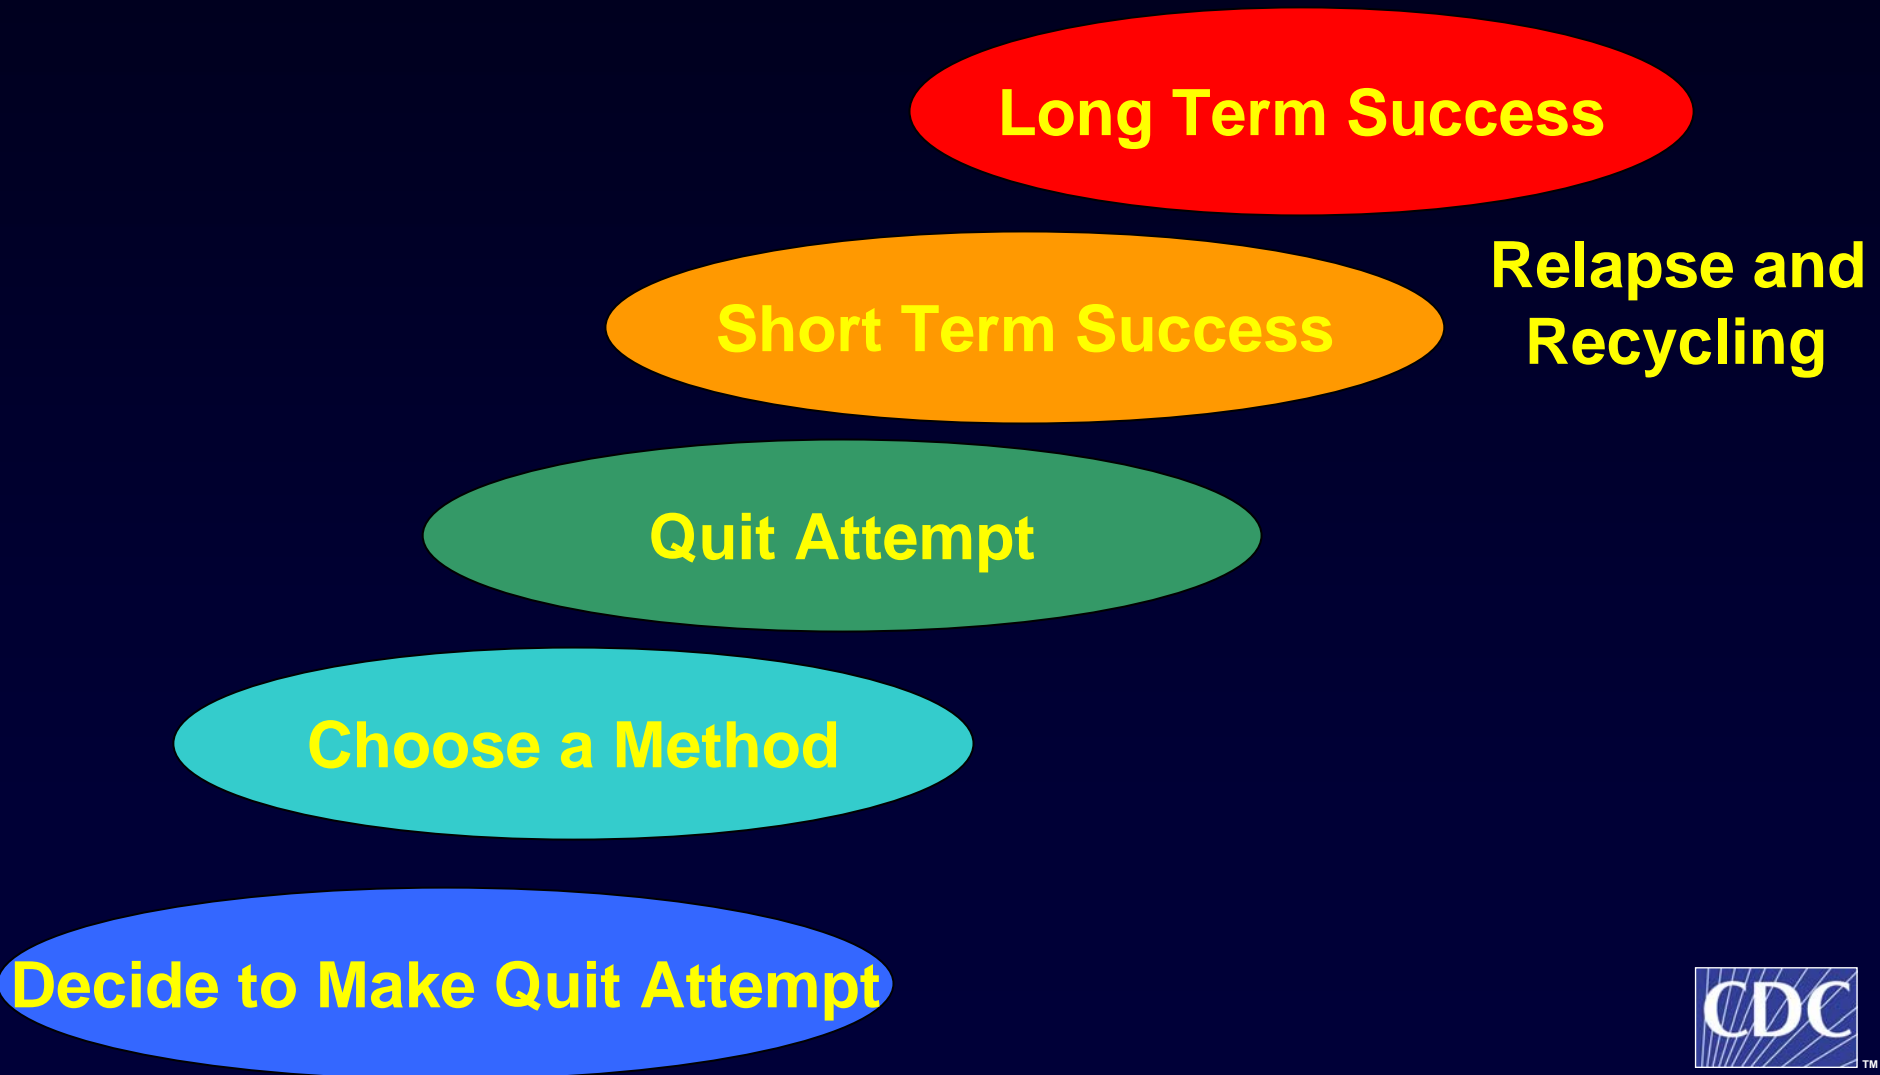 Long Term Success
Relapse and
Recycling
Short Term Success
Quit Attempt
Choose a Method
Decide to Make Quit Attempt
CDC
TM